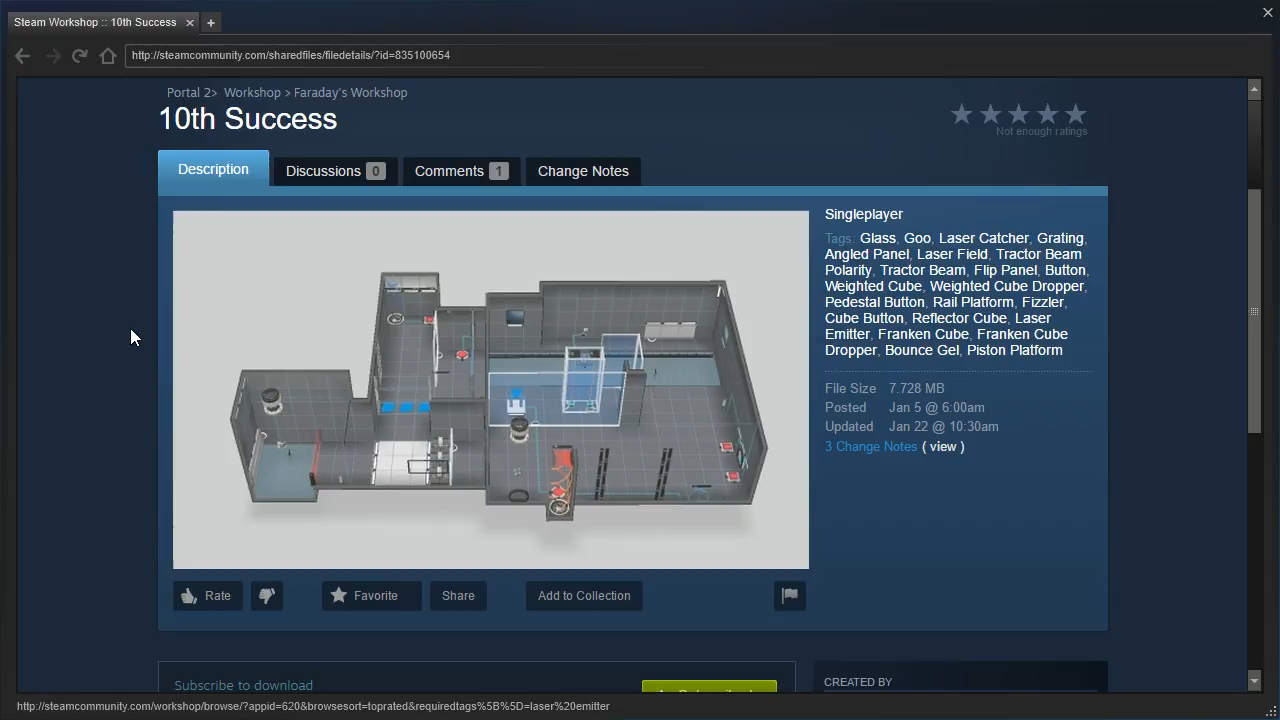 Steam Workshop :: 10th Success
http://steamcommunity.com/sharedfiles/filedetails/?id=835100654
Portal 2> Workshop > Faraday's Workshop
10th Success
Not enough ratings
Description
Discussions 0
Comments 1
Change Notes
Singleplayer
Tags: Glass, Goo, Laser Catcher, Grating,
Angled Panel, Laser Field, Tractor Beam
Polarity, Tractor Beam, Flip Panel, Button,
Weighted Cube, Weighted Cube Dropper,
Pedestal Button, Rail Platform, Fizzler,
Cube Button, Reflector Cube, Laser
Emitter, Franken Cube, Franken Cube
Dropper, Bounce Gel, Piston Platform
File Size 7.728 MB
Posted Jan 5 @ 6:00am
Updated Jan 22 @ 10:30am
3 Change Notes ( view )
Rate
Favorite
Share
Add to Collection
Subscribe to download
CREATED BY
http://steamcommunity.com/workshop/browse/?appid=620&browsesort=toprated&requiredtags%5B%5D=laser%20emitter